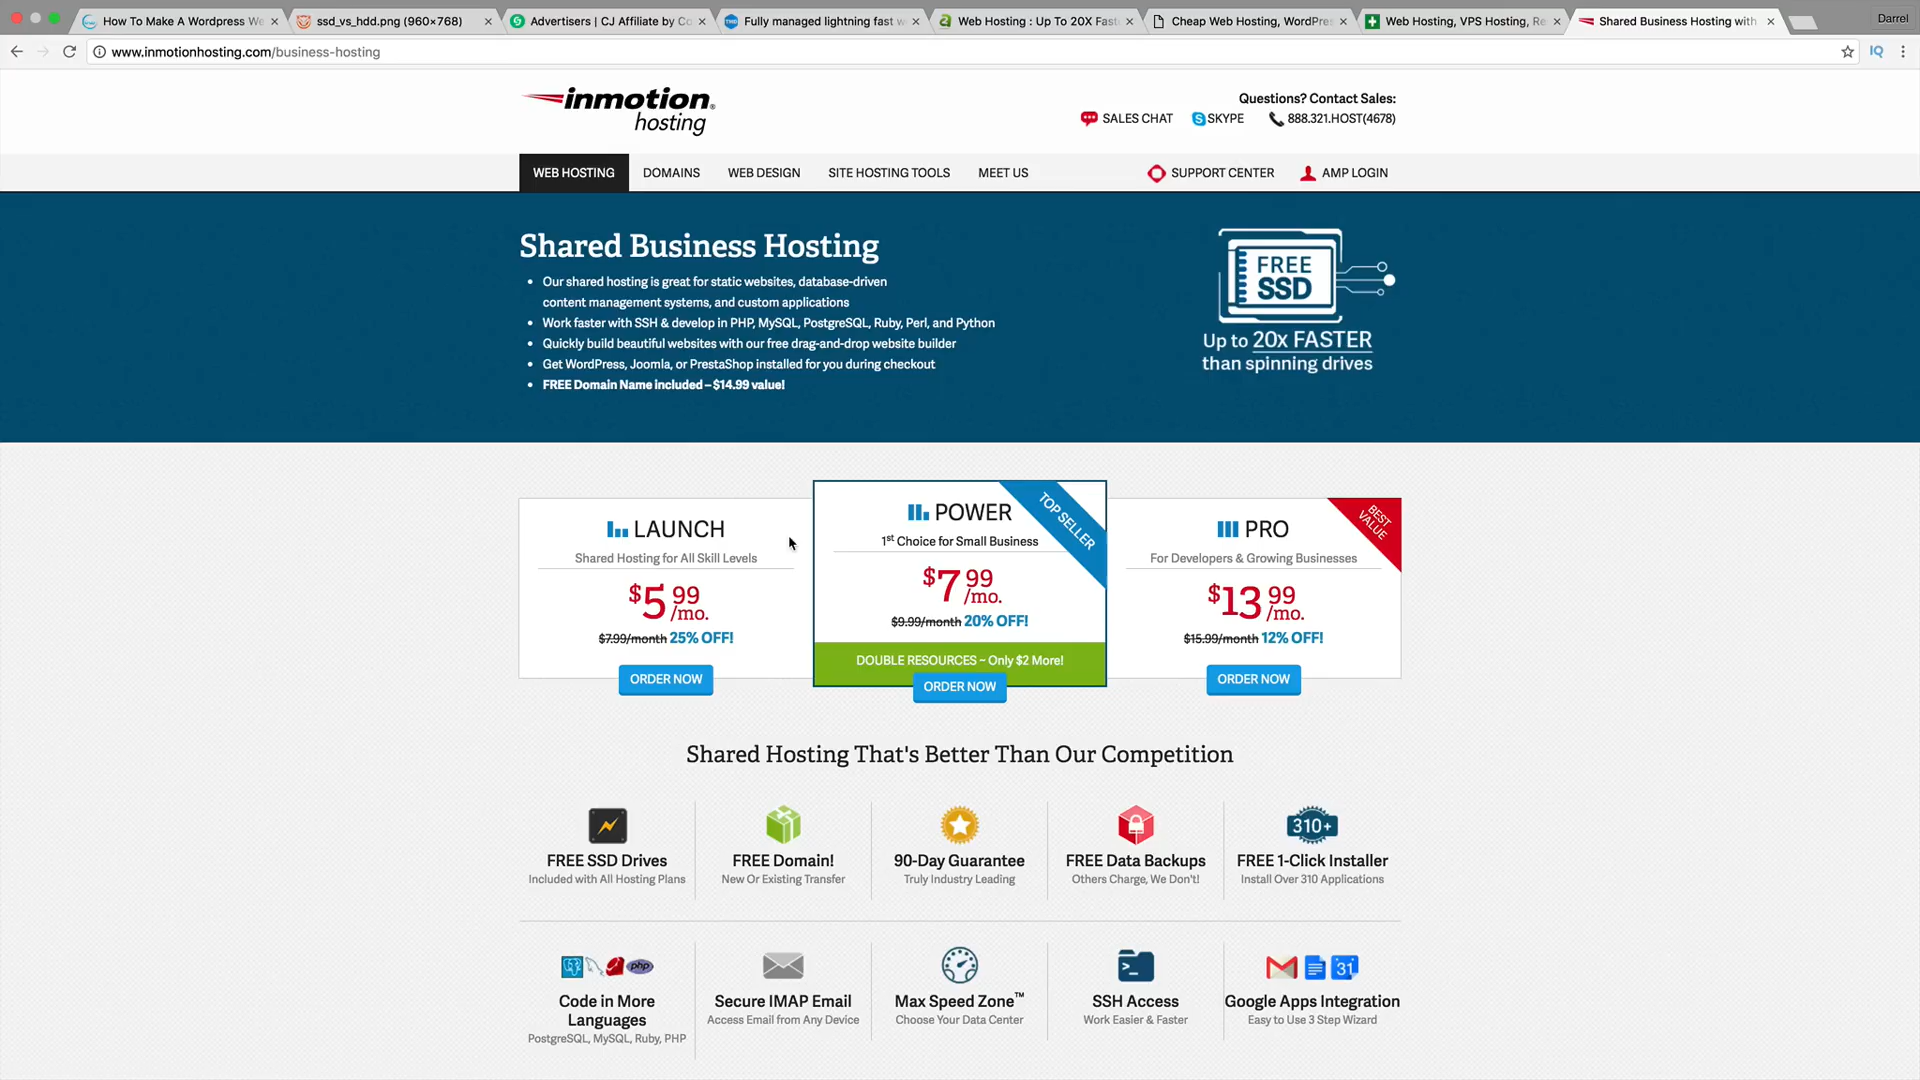 How To Make A Wordpress We
ssd_vs_hdd.png (960×768)
Advertisers | CJ Affiliate by Co
Fully managed lightning fast w
Web Hosting : Up To 20X Fast
Cheap Web Hosting, WordPres
Web Hosting, VPS Hosting, Re
Shared Business Hosting with
Darrel
www.inmotionhosting.com/business-hosting
IQ
inmotion
hosting
Questions? Contact Sales:
SALES CHAT
SKYPE
888.321.HOST(4678)
WEB HOSTING
DOMAINS
WEB DESIGN
SITE HOSTING TOOLS
MEET US
SUPPORT CENTER
AMP LOGIN
Shared Business Hosting
• Our shared hosting is great for static websites, database-driven
content management systems, and custom applications
• Work faster with SSH & develop in PHP, MySQL, PostgreSQL, Ruby, Perl, and Python
• Quickly build beautiful websites with our free drag-and-drop website builder
• Get WordPress, Joomla, or PrestaShop installed for you during checkout
• FREE Domain Name included – $14.99 value!
FREE
SSD
Up to 20x FASTER
than spinning drives
LAUNCH
Shared Hosting for All Skill Levels
$5 99 /mo.
$7.99/month 25% OFF!
ORDER NOW
POWER
TOP SELLER
1st Choice for Small Business
$7 99 /mo.
$9.99/month 20% OFF!
DOUBLE RESOURCES – Only $2 More!
ORDER NOW
PRO
BEST
VALUE
For Developers & Growing Businesses
$13 99 /mo.
$15.99/month 12% OFF!
ORDER NOW
Shared Hosting That's Better Than Our Competition
FREE SSD Drives
Included with All Hosting Plans
FREE Domain!
New Or Existing Transfer
90-Day Guarantee
Truly Industry Leading
FREE Data Backups
Others Charge, We Don't!
310+
FREE 1-Click Installer
Install Over 310 Applications
php
Code in More
Languages
PostgreSQL, MySQL, Ruby, PHP
Secure IMAP Email
Access Email from Any Device
Max Speed Zone™
Choose Your Data Center
SSH Access
Work Easier & Faster
31
Google Apps Integration
Easy to Use 3 Step Wizard